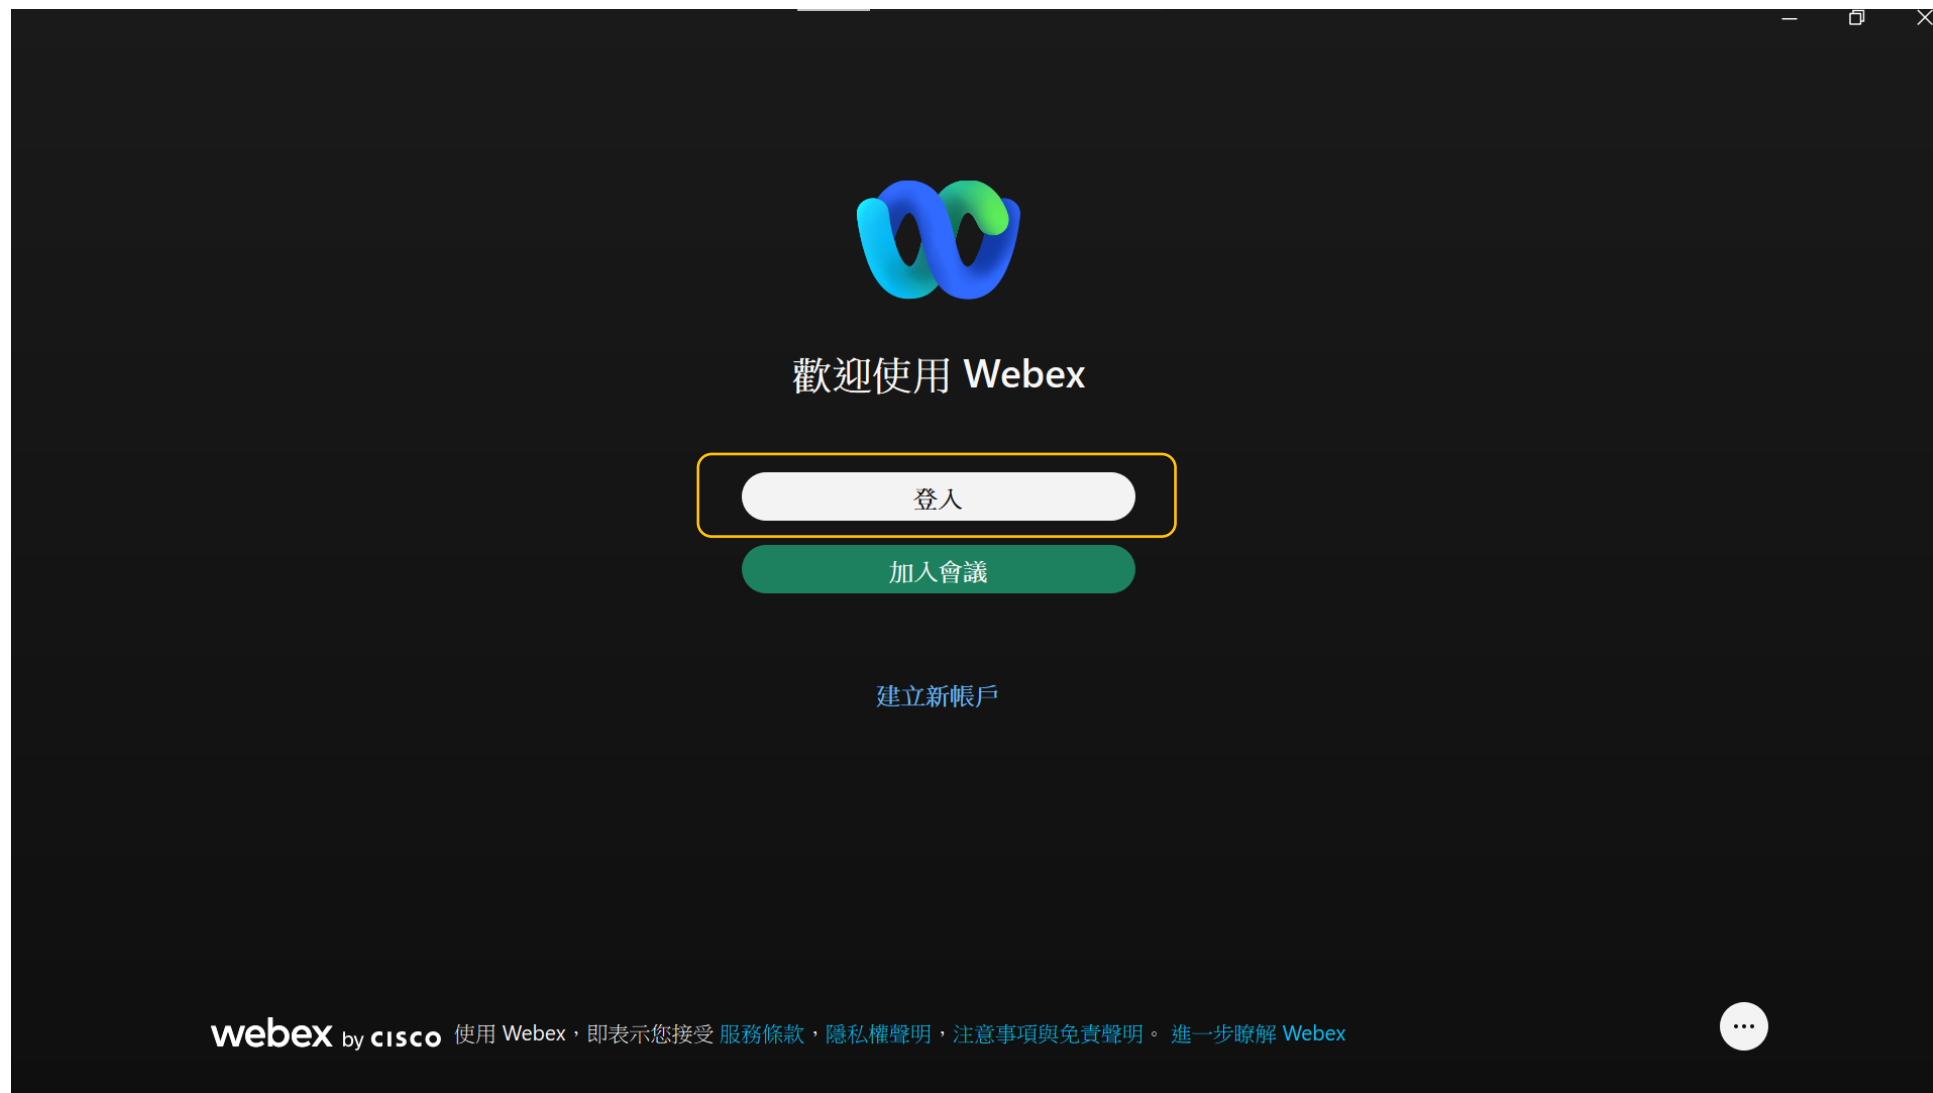 歡迎使用 Webex
登入
加入會議
建立新帳戶
webex by CISCO 使用 Webex，即表示您接受 服務條款，隱私權聲明，注意事項與免責聲明。 進一步瞭解 Webex